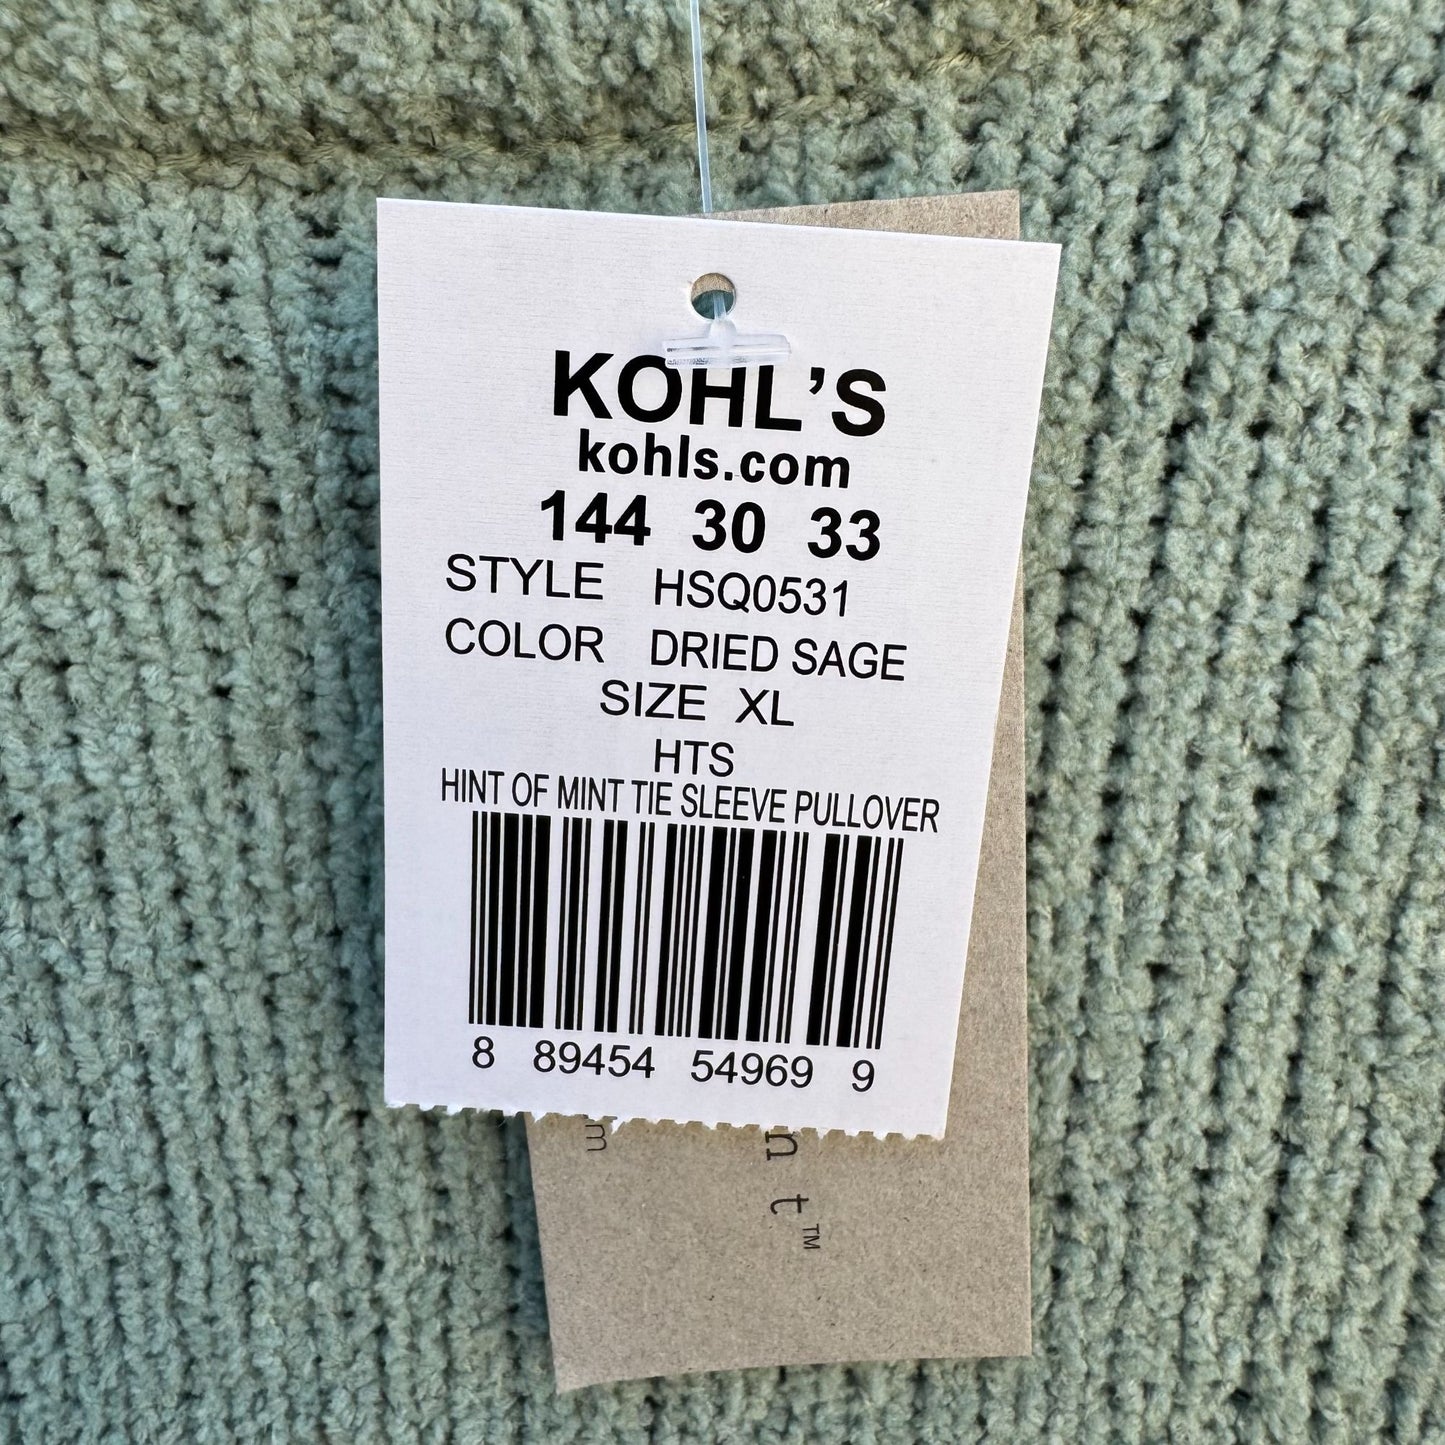 KOHL'S
kohls.com
144 30 33
STYLE HSQ0531
COLOR DRIED SAGE
SIZE XL
HTS
HINT OF MINT TIE SLEEVE PULLOVER
8 89454 54969 9
m
nt™